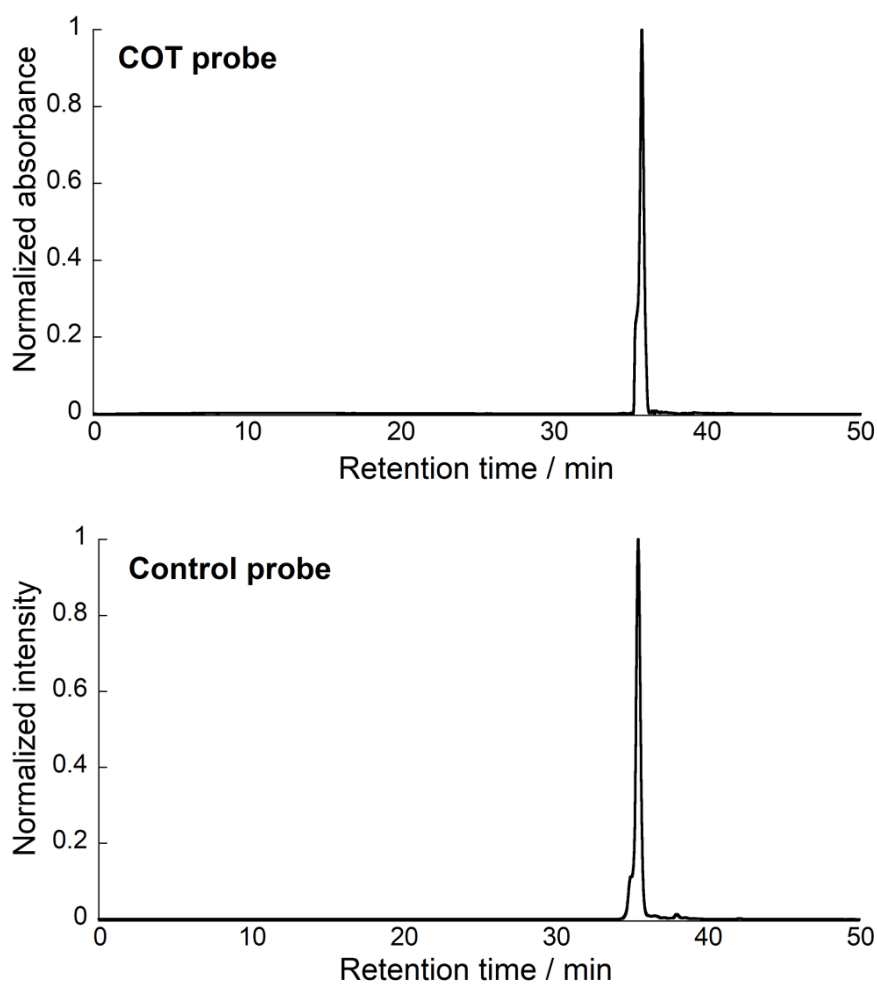 COT probe
Normalized absorbance
1
0.8
0.6
0.4
0.2
0
0 10 20 30 40 50
Retention time / min
Control probe
Normalized intensity
1
0.8
0.6
0.4
0.2
0
0 10 20 30 40 50
Retention time / min